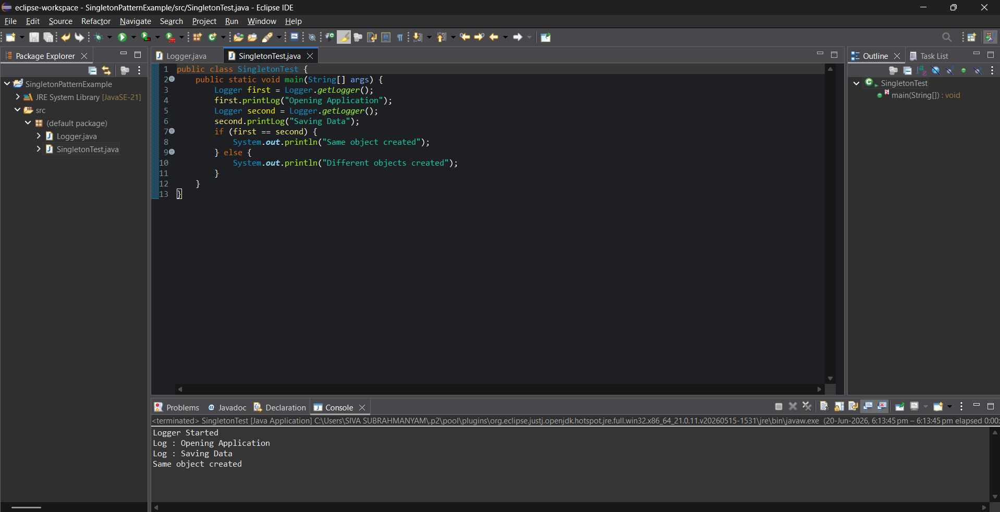 eclipse-workspace - SingletonPatternExample/src/SingletonTest.java - Eclipse IDE
File Edit Source Refactor Navigate Search Project Run Window Help
Package Explorer
SingletonPatternExample
JRE System Library [JavaSE-21]
src
(default package)
Logger.java
SingletonTest.java
Logger.java SingletonTest.java
1 public class SingletonTest {
2 public static void main(String[] args) {
3 Logger first = Logger.getLogger();
4 first.printLog("Opening Application");
5 Logger second = Logger.getLogger();
6 second.printLog("Saving Data");
7 if (first == second) {
8 System.out.println("Same object created");
9 } else {
10 System.out.println("Different objects created");
11 }
12 }
13 }
Outline Task List
SingletonTest
main(String[]) : void
Problems Javadoc Declaration Console
<terminated> SingletonTest [Java Application] C:\Users\SIVA SUBRAHMANYAM\.p2\pool\plugins\org.eclipse.justj.openjdk.hotspot.jre.full.win32.x86_64_21.0.11.v20260515-1531\jre\bin\javaw.exe (20-Jun-2026, 6:13:45 pm – 6:13:45 pm elapsed 0:00:
Logger Started
Log : Opening Application
Log : Saving Data
Same object created